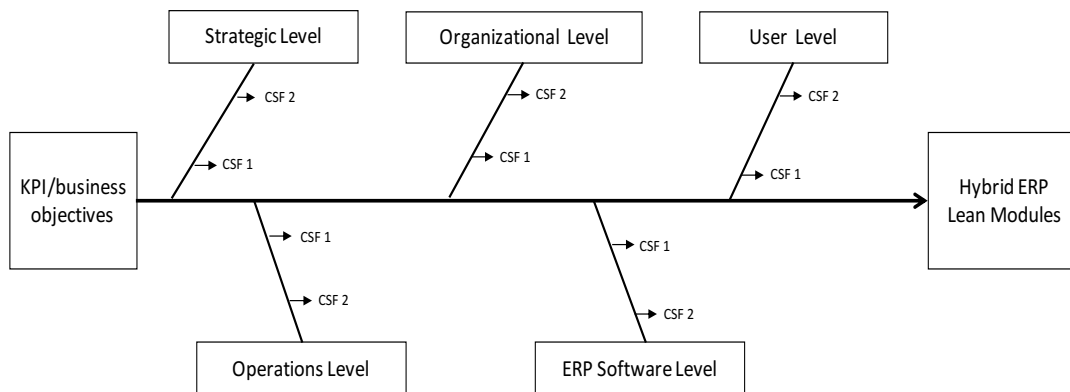 Strategic Level
Organizational Level
User Level
CSF 2
CSF 2
CSF 2
CSF 1
CSF 1
CSF 1
KPI/business
objectives
Hybrid ERP
Lean Modules
CSF 1
CSF 1
CSF 2
CSF 2
Operations Level
ERP Software Level